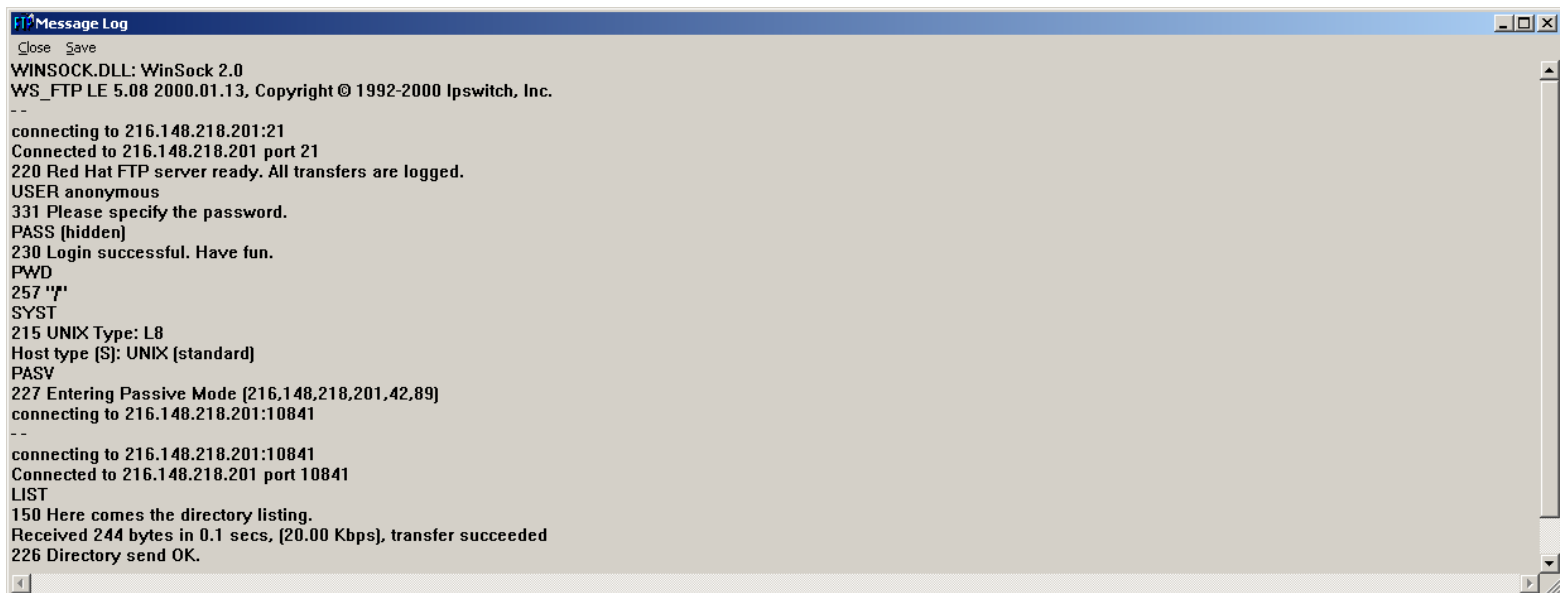 Message Log
Close Save
WINSOCK.DLL: WinSock 2.0
WS_FTP LE 5.08 2000.01.13, Copyright © 1992-2000 Ipswitch, Inc.
- -
connecting to 216.148.218.201:21
Connected to 216.148.218.201 port 21
220 Red Hat FTP server ready. All transfers are logged.
USER anonymous
331 Please specify the password.
PASS (hidden)
230 Login successful. Have fun.
PWD
257 "/"
SYST
215 UNIX Type: L8
Host type (S): UNIX (standard)
PASV
227 Entering Passive Mode (216,148,218,201,42,89)
connecting to 216.148.218.201:10841
- -
connecting to 216.148.218.201:10841
Connected to 216.148.218.201 port 10841
LIST
150 Here comes the directory listing.
Received 244 bytes in 0.1 secs, (20.00 Kbps), transfer succeeded
226 Directory send OK.